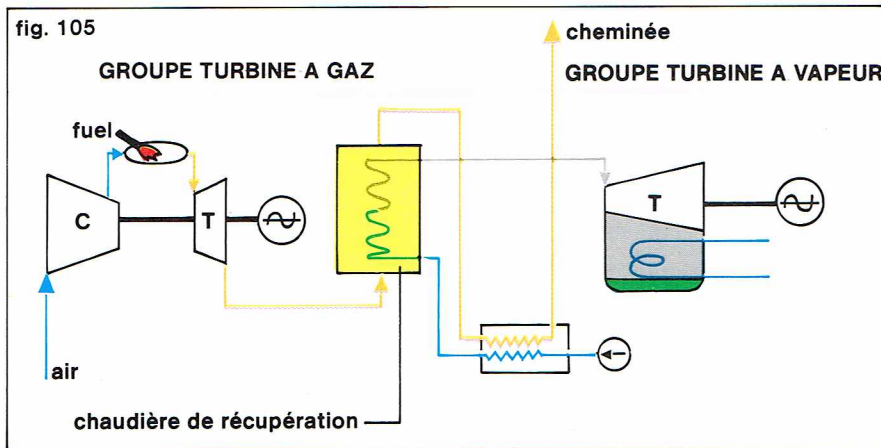 fig. 105
cheminée
GROUPE TURBINE A GAZ
GROUPE TURBINE A VAPEUR
fuel
C
T
T
air
chaudière de récupération